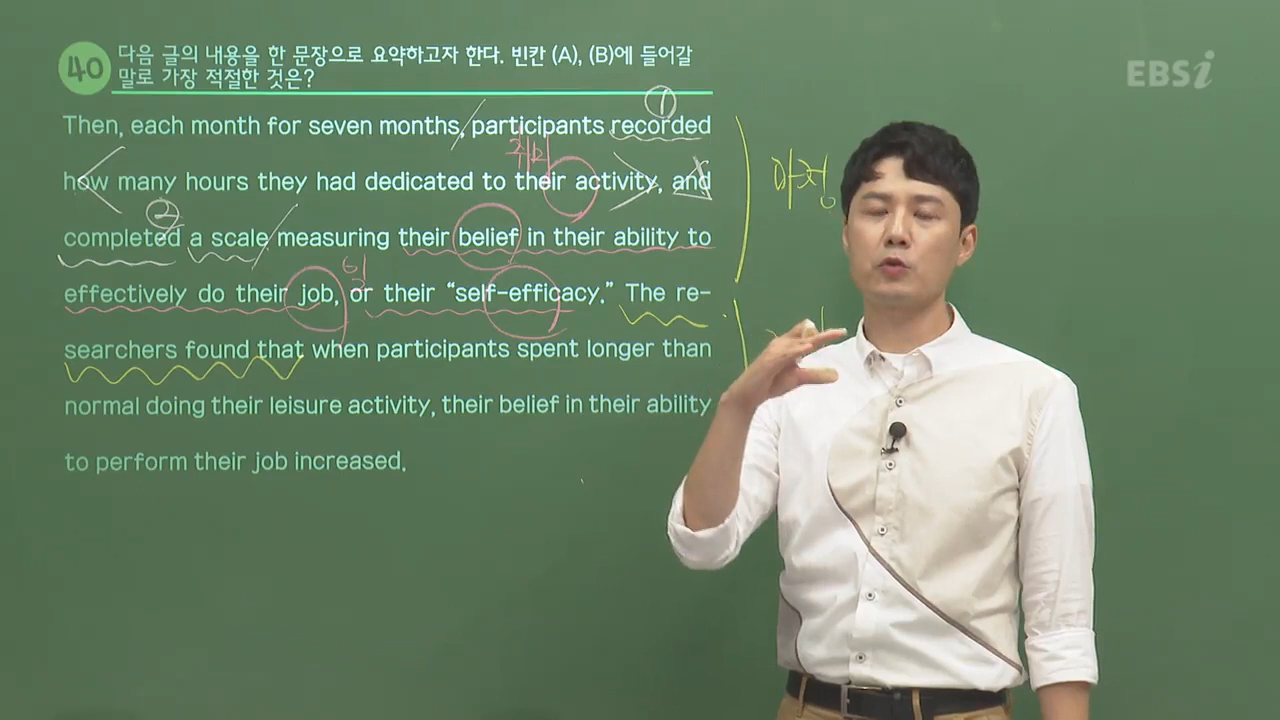 40 다음 글의 내용을 한 문장으로 요약하고자 한다. 빈칸 (A), (B)에 들어갈
말로 가장 적절한 것은?
EBSi
①
Then, each month for seven months, participants recorded
취미
how many hours they had dedicated to their activity, and
②
completed a scale measuring their belief in their ability to
일
effectively do their job, or their “self-efficacy.” The re-
searchers found that when participants spent longer than
normal doing their leisure activity, their belief in their ability
to perform their job increased.